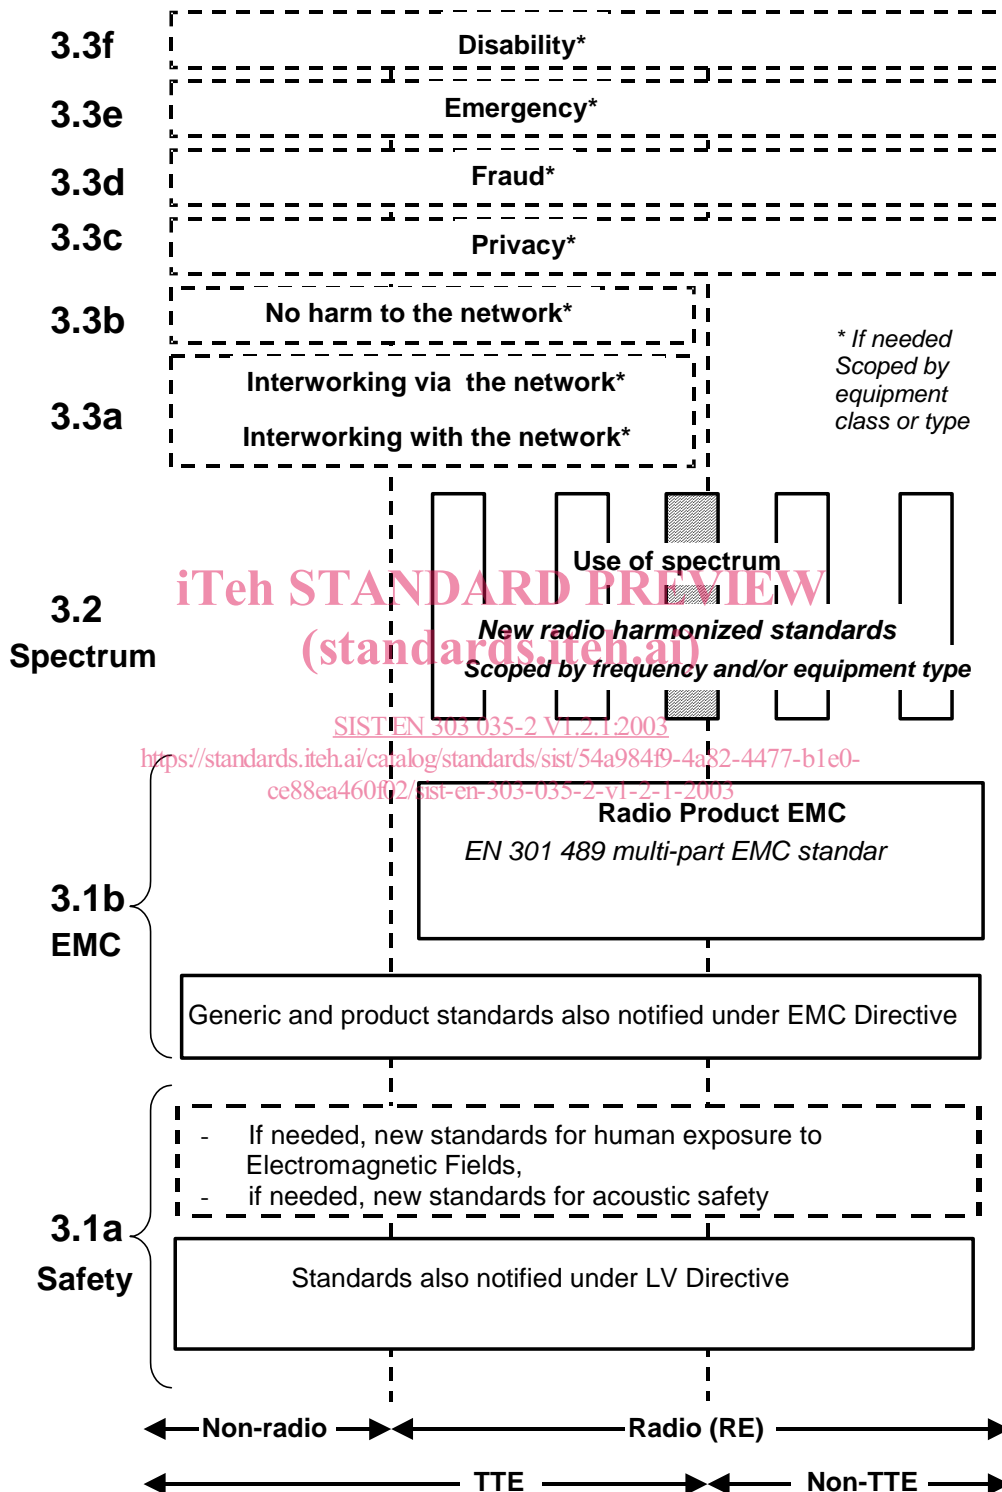 3.3f
Disability*
3.3e
Emergency*
3.3d
Fraud*
3.3c
Privacy*
3.3b
No harm to the network*
* If needed
Scoped by
equipment
class or type
3.3a
Interworking via the network*
Interworking with the network*
Use of spectrum
iTeh STANDARD PREVIEW
3.2
Spectrum
New radio harmonized standards
(standards.iteh.ai)
Scoped by frequency and/or equipment type
SIST EN 303 035-2 V1.2.1:2003
https://standards.iteh.ai/catalog/standards/sist/54a984f9-4a82-4477-b1e0-
ce88ea460f02/sist-en-303-035-2-v1-2-1-2003
Radio Product EMC
EN 301 489 multi-part EMC standar
3.1b
EMC
Generic and product standards also notified under EMC Directive
- If needed, new standards for human exposure to
Electromagnetic Fields,
- if needed, new standards for acoustic safety
3.1a
Safety
Standards also notified under LV Directive
Non-radio
Radio (RE)
TTE
Non-TTE